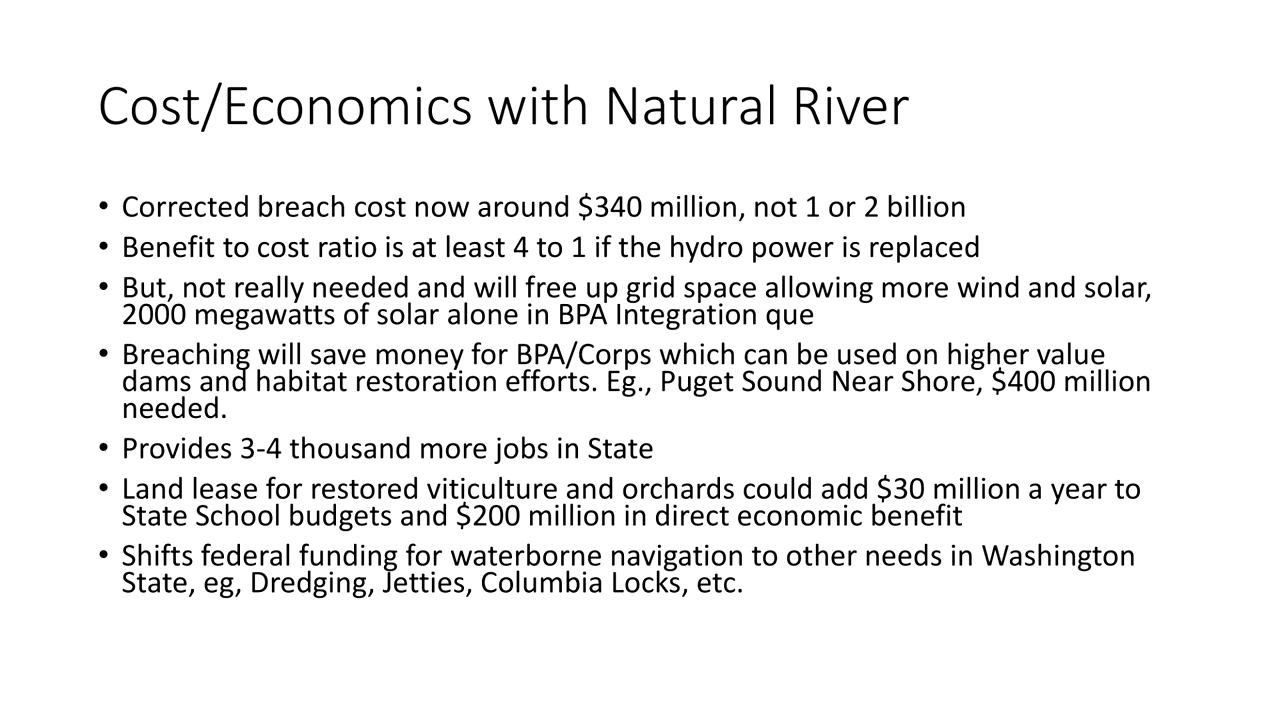 Cost/Economics with Natural River
• Corrected breach cost now around $340 million, not 1 or 2 billion
• Benefit to cost ratio is at least 4 to 1 if the hydro power is replaced
• But, not really needed and will free up grid space allowing more wind and solar,
2000 megawatts of solar alone in BPA Integration que
• Breaching will save money for BPA/Corps which can be used on higher value
dams and habitat restoration efforts. Eg., Puget Sound Near Shore, $400 million
needed.
• Provides 3-4 thousand more jobs in State
• Land lease for restored viticulture and orchards could add $30 million a year to
State School budgets and $200 million in direct economic benefit
• Shifts federal funding for waterborne navigation to other needs in Washington
State, eg, Dredging, Jetties, Columbia Locks, etc.